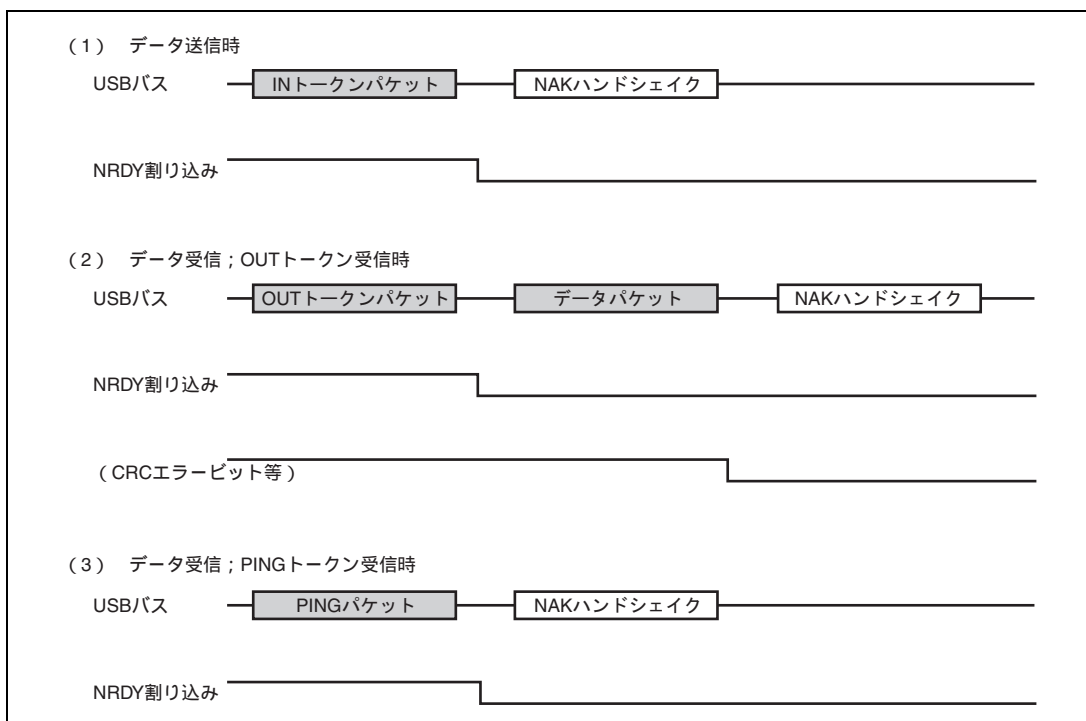 (1) データ送信時
USBバス INトークンパケット NAKハンドシェイク
NRDY割り込み
(2) データ受信;OUTトークン受信時
USBバス OUTトークンパケット データパケット NAKハンドシェイク
NRDY割り込み
(CRCエラービット等)
(3) データ受信;PINGトークン受信時
USBバス PINGパケット NAKハンドシェイク
NRDY割り込み